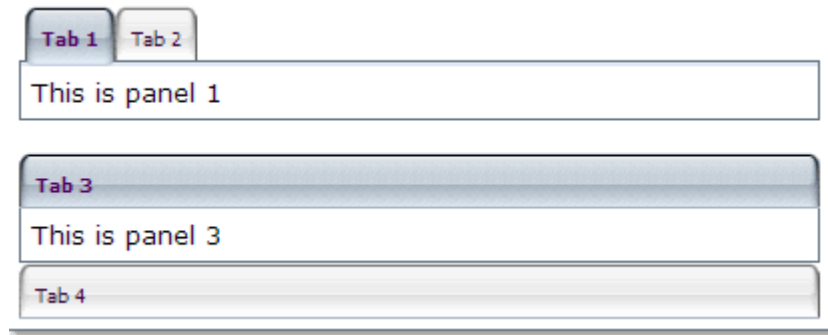 Tab 1 Tab 2
This is panel 1
Tab 3
This is panel 3
Tab 4